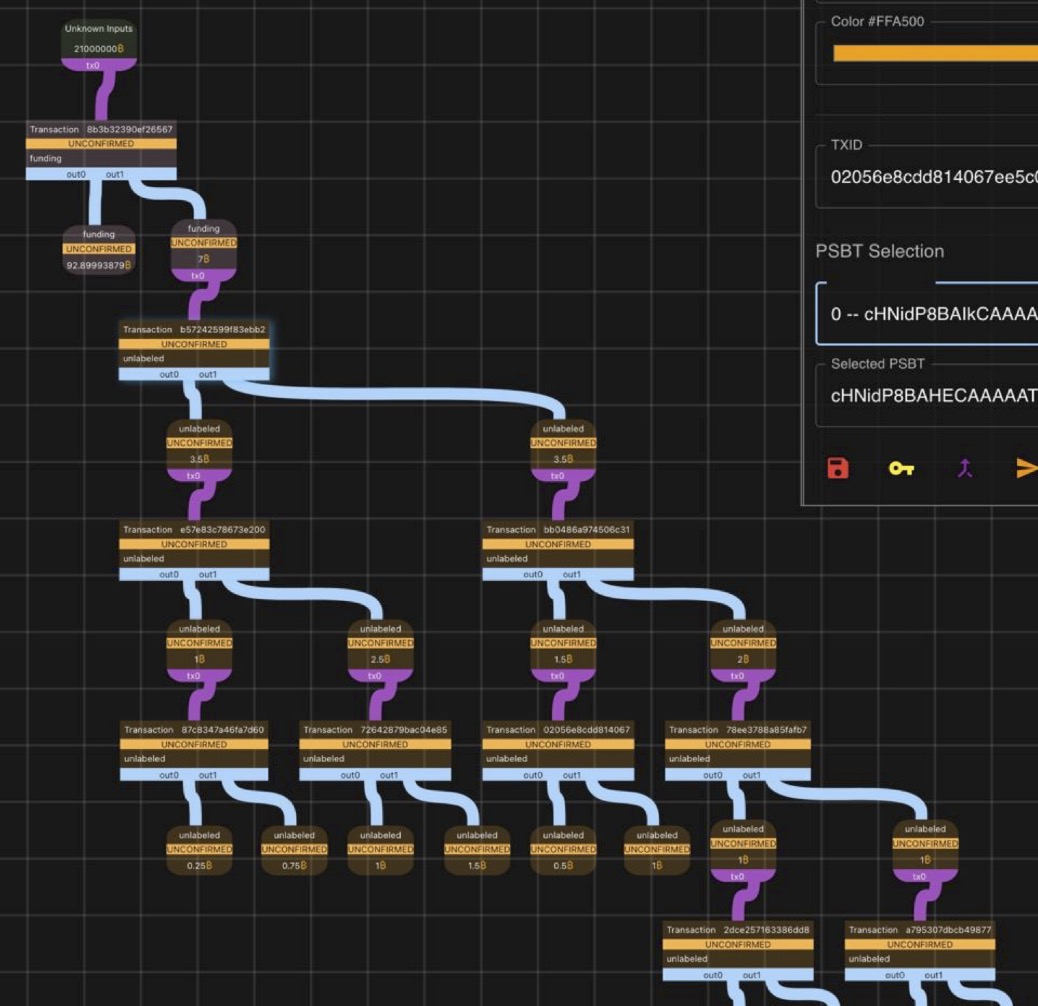 Unknown Inputs
21000000₿
tx0
Transaction 8b3b32390ef26567
UNCONFIRMED
funding
out0 out1
funding
UNCONFIRMED
92.89993879₿
funding
UNCONFIRMED
7₿
tx0
Transaction b57242599f83ebb2
UNCONFIRMED
unlabeled
out0 out1
unlabeled
UNCONFIRMED
3.5₿
tx0
unlabeled
UNCONFIRMED
3.5₿
tx0
Transaction e57e83c78673e200
UNCONFIRMED
unlabeled
out0 out1
Transaction bb0486a974506c31
UNCONFIRMED
unlabeled
out0 out1
unlabeled
UNCONFIRMED
1₿
tx0
unlabeled
UNCONFIRMED
2.5₿
tx0
unlabeled
UNCONFIRMED
1.5₿
tx0
unlabeled
UNCONFIRMED
2₿
tx0
Transaction 87c8347a46fa7d60
UNCONFIRMED
unlabeled
out0 out1
Transaction 72642879bac04e85
UNCONFIRMED
unlabeled
out0 out1
Transaction 02056e8cdd814067
UNCONFIRMED
unlabeled
out0 out1
Transaction 78ee3788a85fafb7
UNCONFIRMED
unlabeled
out0 out1
unlabeled
UNCONFIRMED
0.25₿
unlabeled
UNCONFIRMED
0.75₿
unlabeled
UNCONFIRMED
1₿
unlabeled
UNCONFIRMED
1.5₿
unlabeled
UNCONFIRMED
0.5₿
unlabeled
UNCONFIRMED
1₿
unlabeled
UNCONFIRMED
1₿
tx0
unlabeled
UNCONFIRMED
1₿
tx0
Transaction 2dce257163386dd8
UNCONFIRMED
unlabeled
out0 out1
Transaction a795307dbcb49877
UNCONFIRMED
unlabeled
out0 out1
Color #FFA500
TXID
02056e8cdd814067ee5c0
PSBT Selection
0 -- cHNidP8BAIkCAAAA
Selected PSBT
cHNidP8BAHECAAAAAT